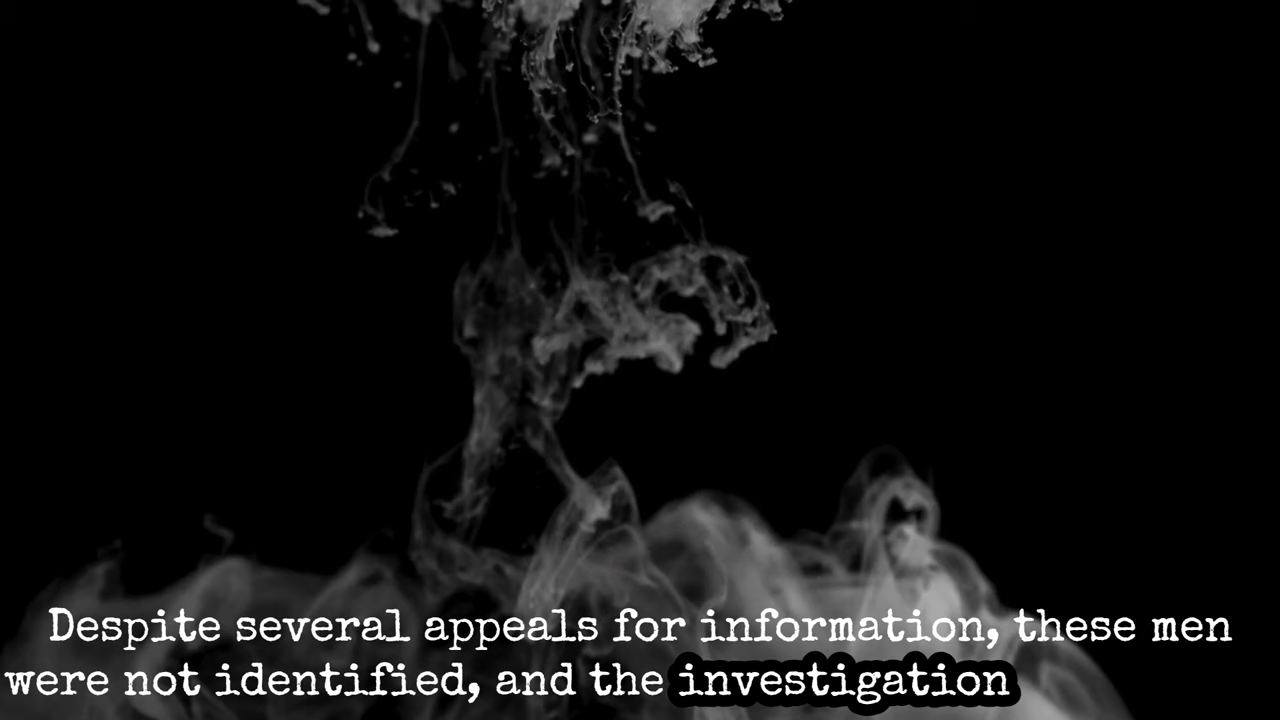 Despite several appeals for information, these men
were not identified, and the investigation